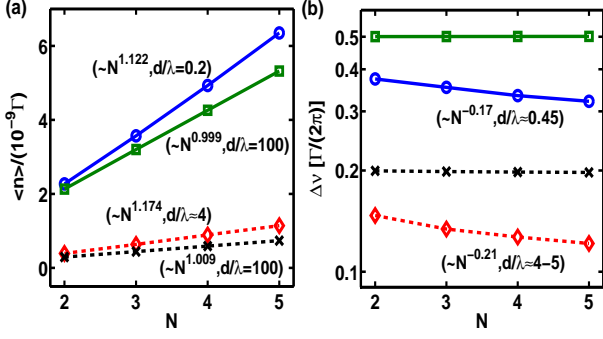 (a)
(b)
<n>/(10^-9Γ)
6
4
2
0
(~N^1.122,d/λ=0.2)
(~N^0.999,d/λ=100)
(~N^1.174,d/λ≈4)
(~N^1.009,d/λ=100)
2 3 4 5
N
Δν [Γ/(2π)]
0.5
0.4
0.3
0.2
0.1
(~N^-0.17,d/λ≈0.45)
(~N^-0.21,d/λ≈4-5)
2 3 4 5
N